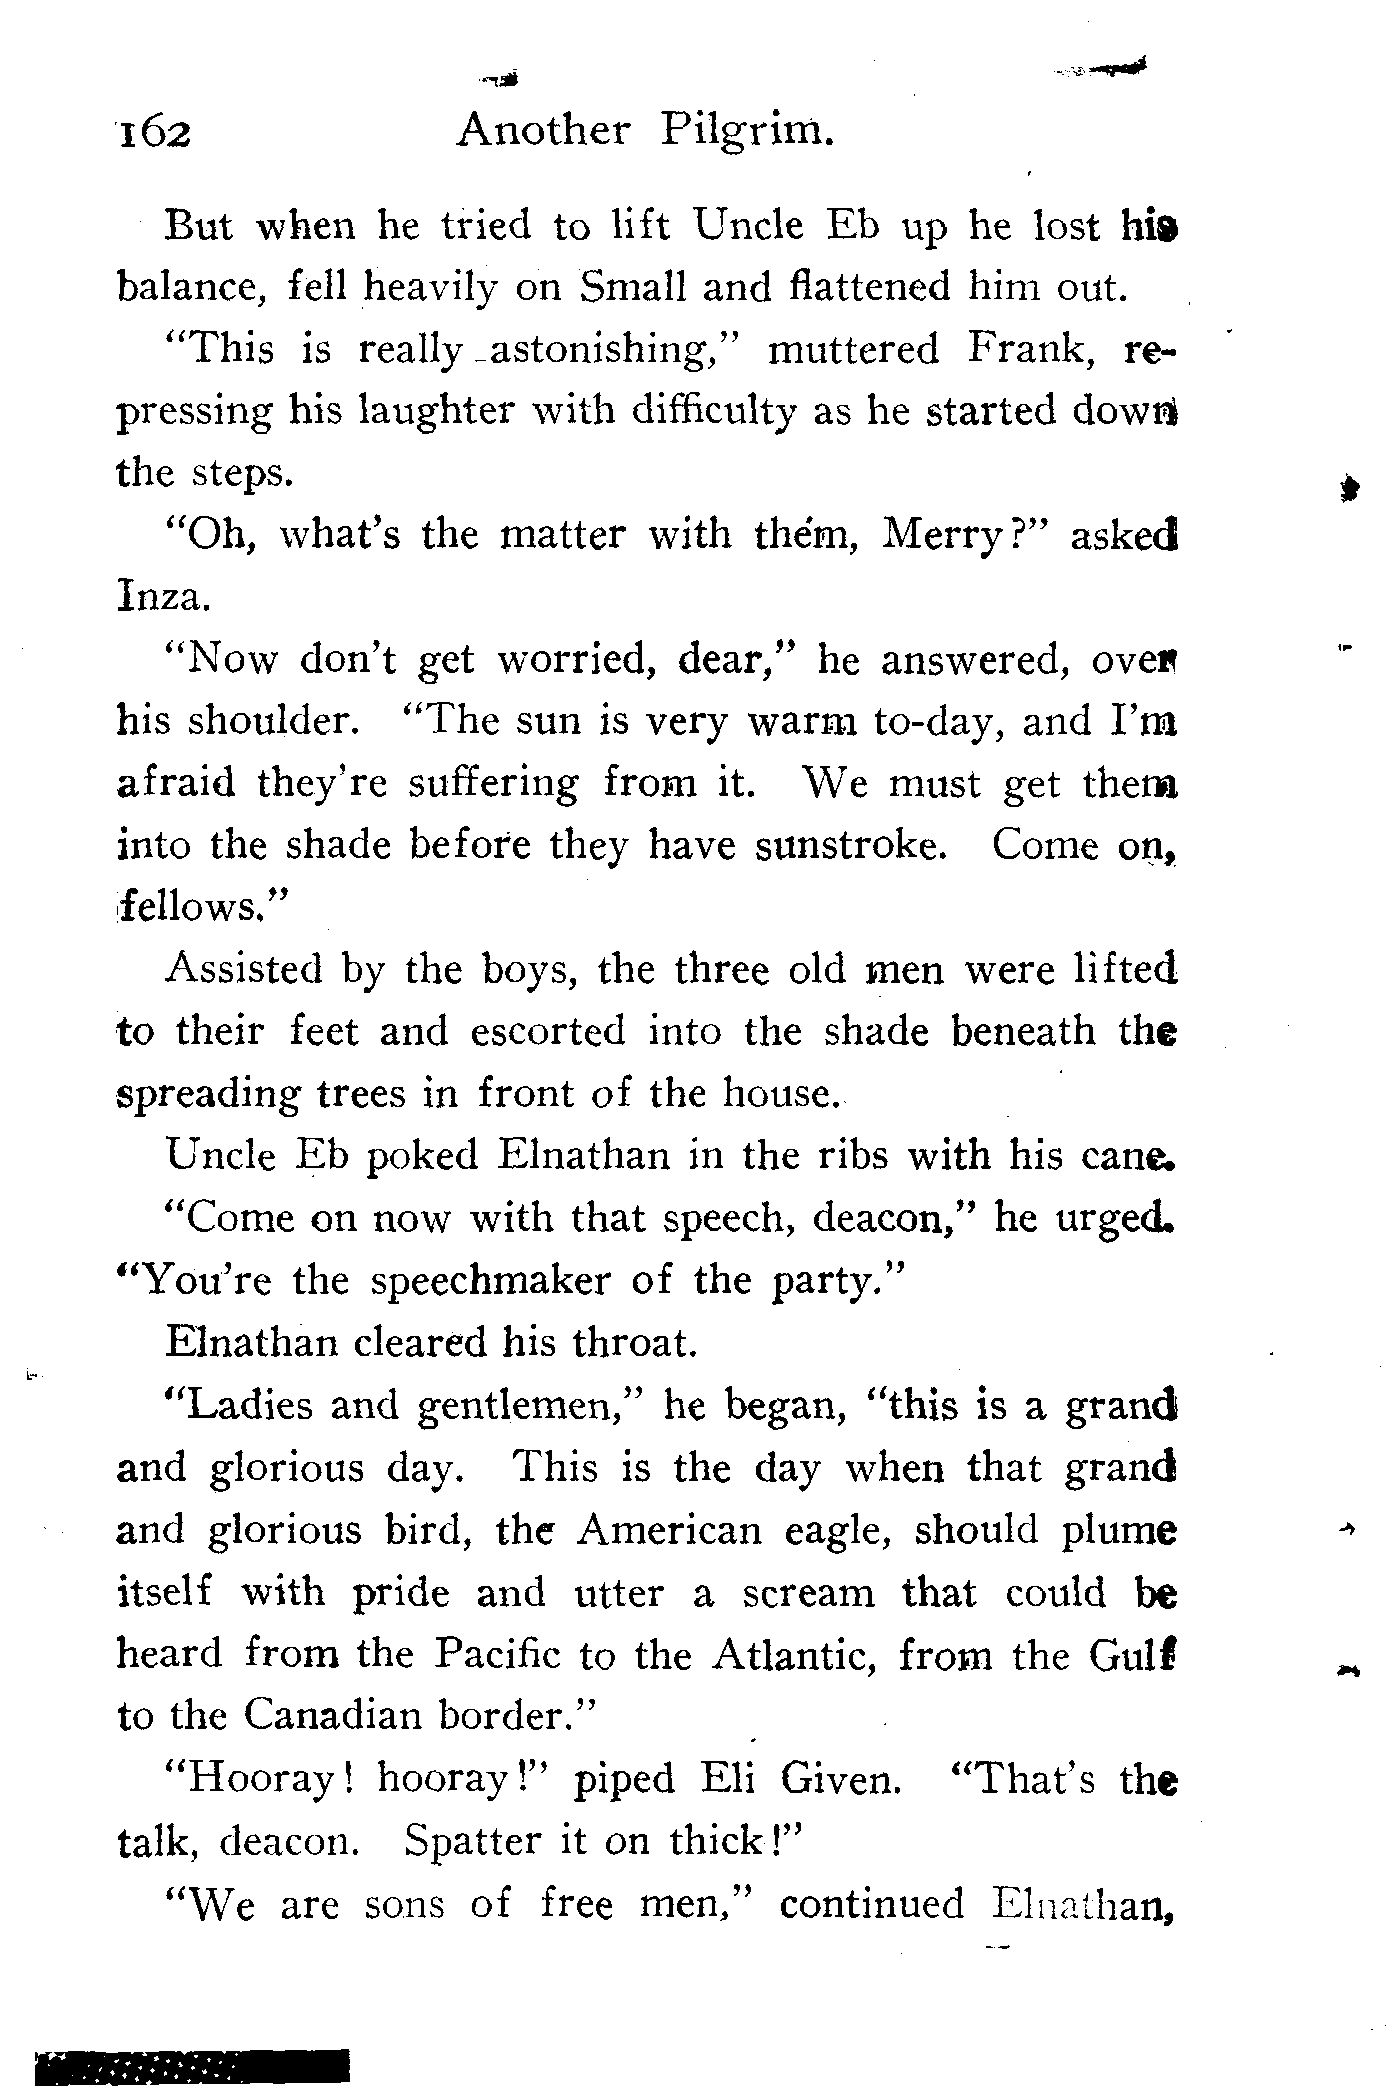 162 Another Pilgrim.
But when he tried to lift Uncle Eb up he lost his
balance, fell heavily on Small and flattened him out.
"This is really astonishing," muttered Frank, re-
pressing his laughter with difficulty as he started down
the steps.
"Oh, what's the matter with them, Merry?" asked
Inza.
"Now don't get worried, dear," he answered, over
his shoulder. "The sun is very warm to-day, and I'm
afraid they're suffering from it. We must get them
into the shade before they have sunstroke. Come on,
fellows."
Assisted by the boys, the three old men were lifted
to their feet and escorted into the shade beneath the
spreading trees in front of the house.
Uncle Eb poked Elnathan in the ribs with his cane.
"Come on now with that speech, deacon," he urged.
"You're the speechmaker of the party."
Elnathan cleared his throat.
"Ladies and gentlemen," he began, "this is a grand
and glorious day. This is the day when that grand
and glorious bird, the American eagle, should plume
itself with pride and utter a scream that could be
heard from the Pacific to the Atlantic, from the Gulf
to the Canadian border."
"Hooray! hooray!" piped Eli Given. "That's the
talk, deacon. Spatter it on thick!"
"We are sons of free men," continued Elnathan,